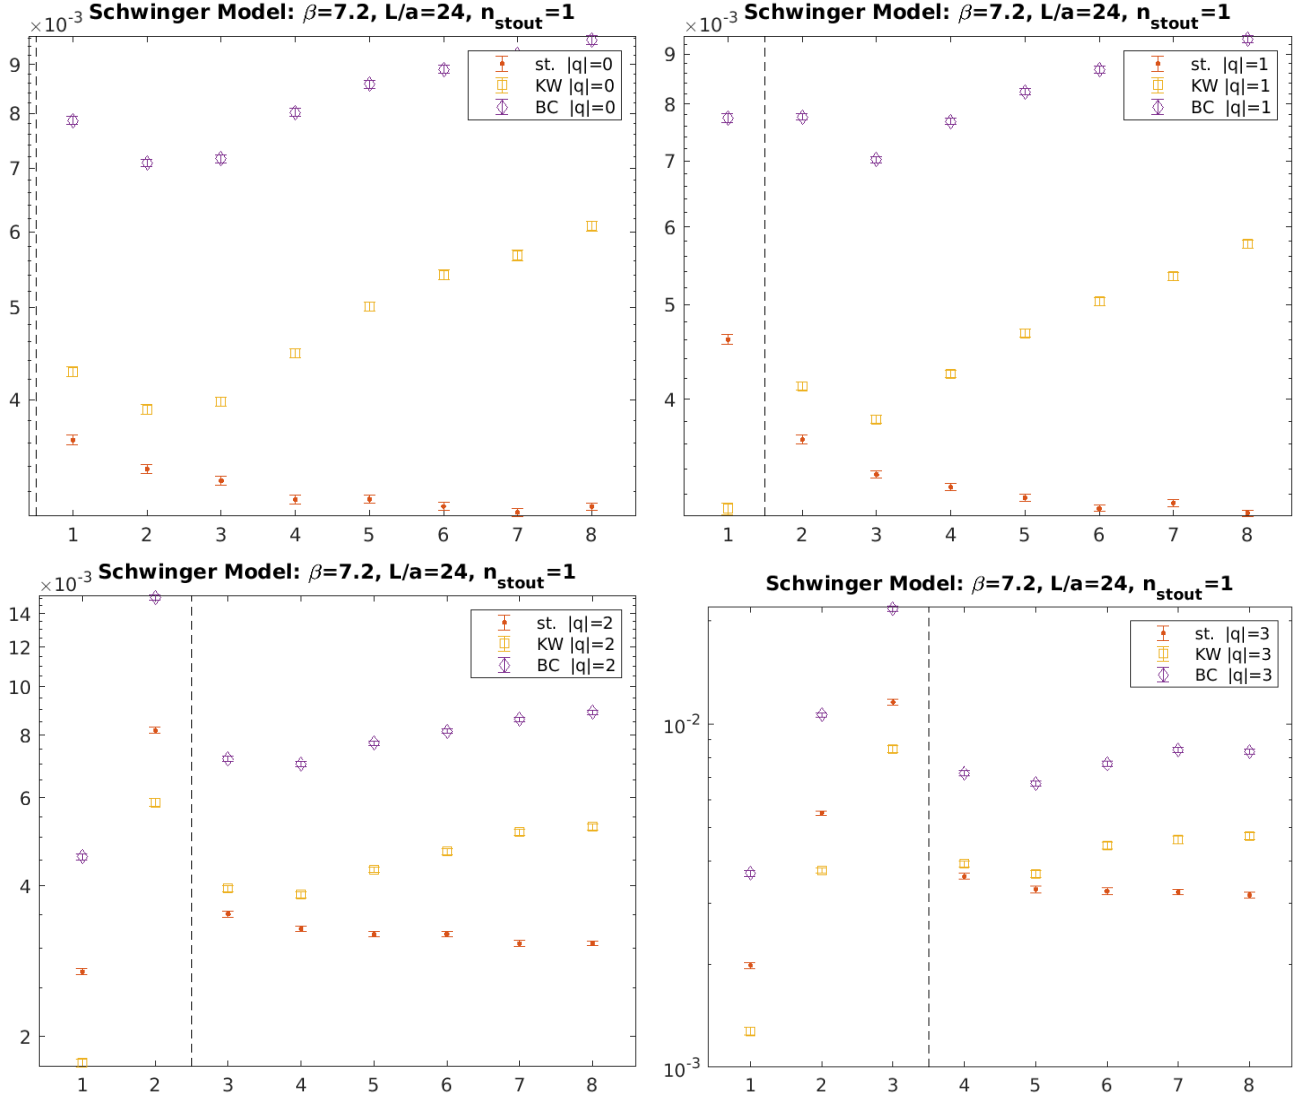 ×10⁻³
Schwinger Model: β=7.2, L/a=24, n_stout=1
9
8
7
6
5
4
st. |q|=0
KW |q|=0
BC |q|=0
1 2 3 4 5 6 7 8
×10⁻³
Schwinger Model: β=7.2, L/a=24, n_stout=1
9
8
7
6
5
4
st. |q|=1
KW |q|=1
BC |q|=1
1 2 3 4 5 6 7 8
×10⁻³
Schwinger Model: β=7.2, L/a=24, n_stout=1
14
12
10
8
6
4
2
st. |q|=2
KW |q|=2
BC |q|=2
1 2 3 4 5 6 7 8
Schwinger Model: β=7.2, L/a=24, n_stout=1
10⁻²
10⁻³
st. |q|=3
KW |q|=3
BC |q|=3
1 2 3 4 5 6 7 8